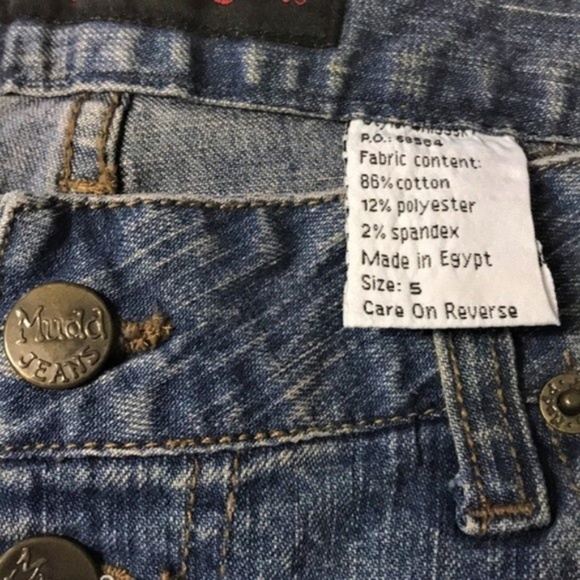 P.O.: 68564
Fabric content:
86% cotton
12% polyester
2% spandex
Made in Egypt
Size: 5
Care On Reverse
Mudd
JEANS